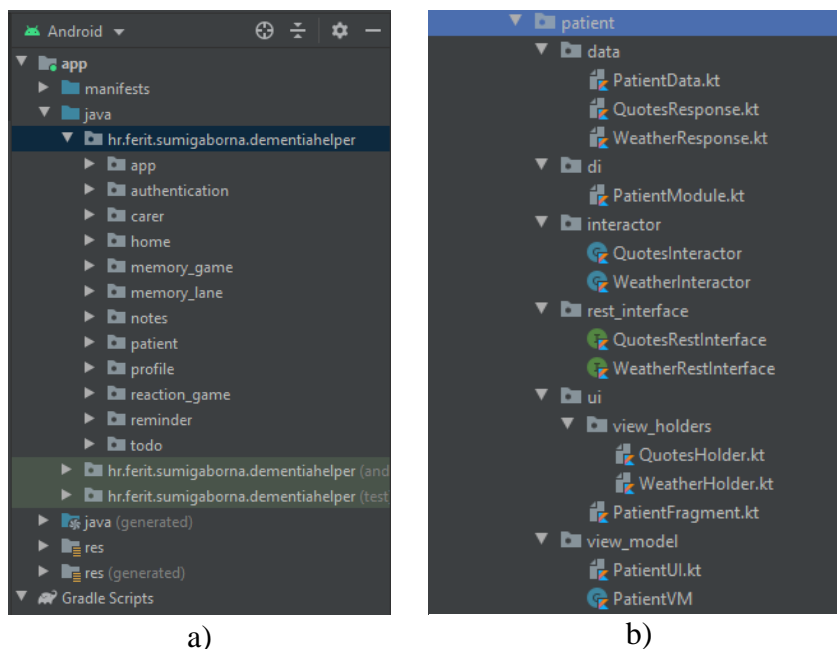 Android
app
manifests
java
hr.ferit.sumigaborna.dementiahelper
app
authentication
carer
home
memory_game
memory_lane
notes
patient
profile
reaction_game
reminder
todo
hr.ferit.sumigaborna.dementiahelper (and
hr.ferit.sumigaborna.dementiahelper (test
java (generated)
res
res (generated)
Gradle Scripts
a)
patient
data
PatientData.kt
QuotesResponse.kt
WeatherResponse.kt
di
PatientModule.kt
interactor
QuotesInteractor
WeatherInteractor
rest_interface
QuotesRestInterface
WeatherRestInterface
ui
view_holders
QuotesHolder.kt
WeatherHolder.kt
PatientFragment.kt
view_model
PatientUI.kt
PatientVM
b)